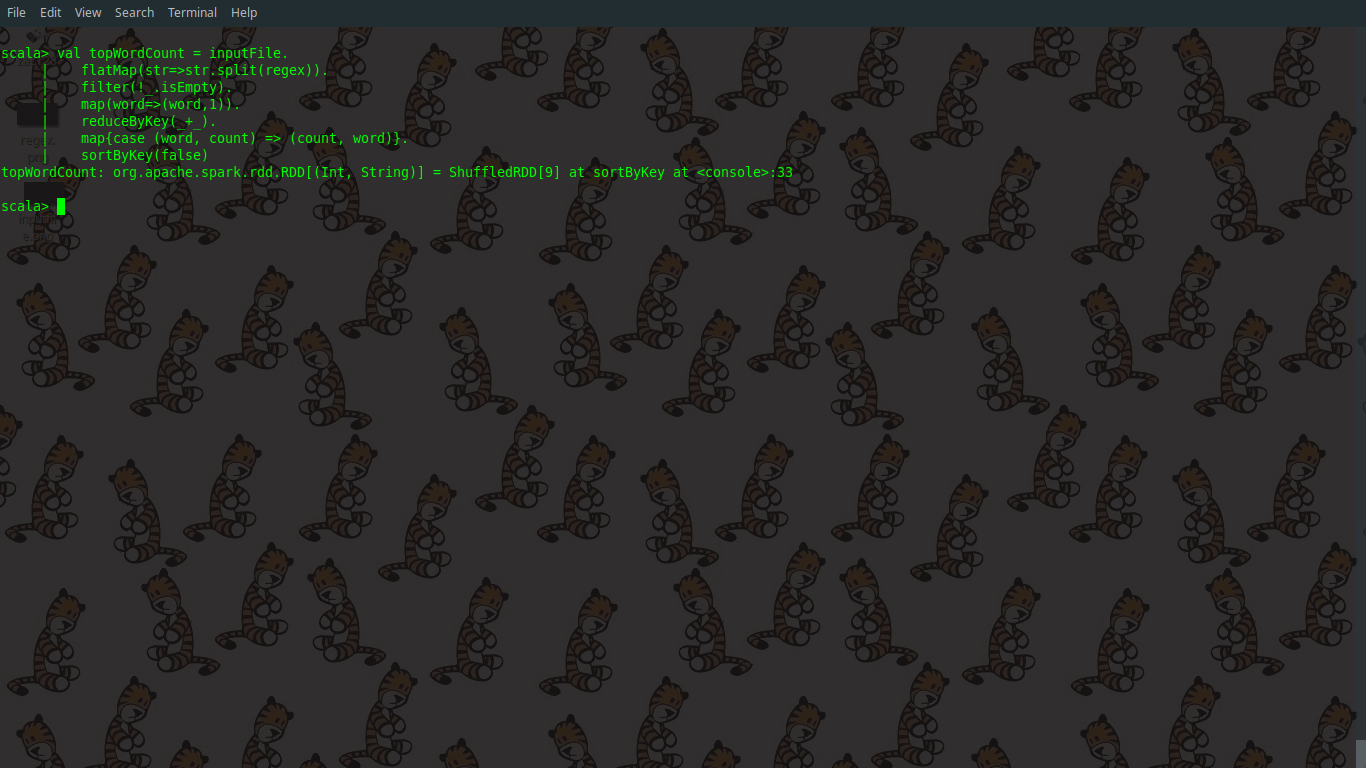 File Edit View Search Terminal Help
scala> val topWordCount = inputFile.
| flatMap(str=>str.split(regex)).
| filter(!_.isEmpty).
| map(word=>(word,1)).
| reduceByKey(_+_).
| map{case (word, count) => (count, word)}.
| sortByKey(false)
topWordCount: org.apache.spark.rdd.RDD[(Int, String)] = ShuffledRDD[9] at sortByKey at <console>:33
scala>